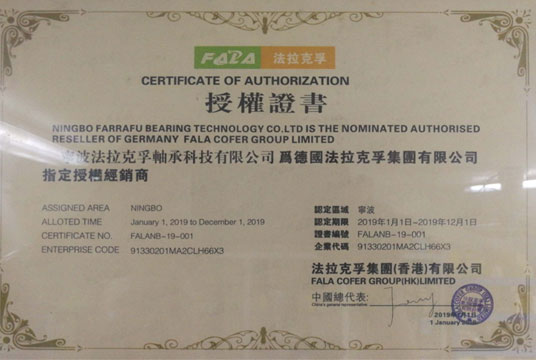 FALA 法拉克孚
CERTIFICATE OF AUTHORIZATION
授權證書
NINGBO FARRAFU BEARING TECHNOLOGY CO.LTD IS THE NOMINATED AUTHORISED
RESELLER OF GERMANY FALA COFER GROUP LIMITED
波法拉克孚軸承科技有限公司 爲德國法拉克孚集團有限公司
指定授權經銷商
ASSIGNED AREA NINGBO
ALLOTED TIME January 1, 2019 to December 1, 2019
CERTIFICATE NO. FALANB-19-001
ENTERPRISE CODE 91330201MA2CLH66X3
認定區域 寧波
認定期限 2019年1月1日-2019年12月1日
證書編號 FALANB-19-001
企業代碼 91330201MA2CLH66X3
法拉克孚集團(香港)有限公司
FALA COFER GROUP(HK)LIMITED
中國總代表:
China's general representative:
1 January